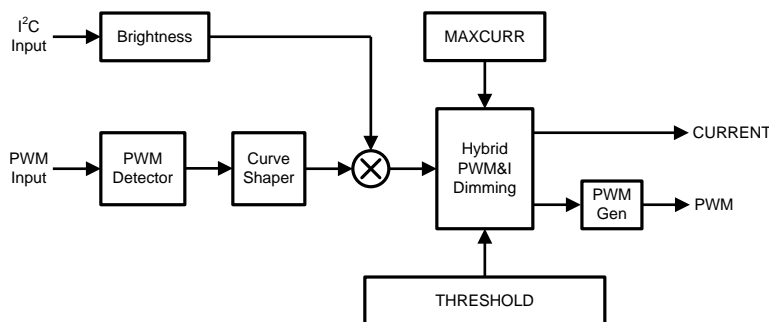 I²C
Input
Brightness
MAXCURR
PWM
Input
PWM
Detector
Curve
Shaper
Hybrid
PWM&I
Dimming
CURRENT
PWM
Gen
PWM
THRESHOLD